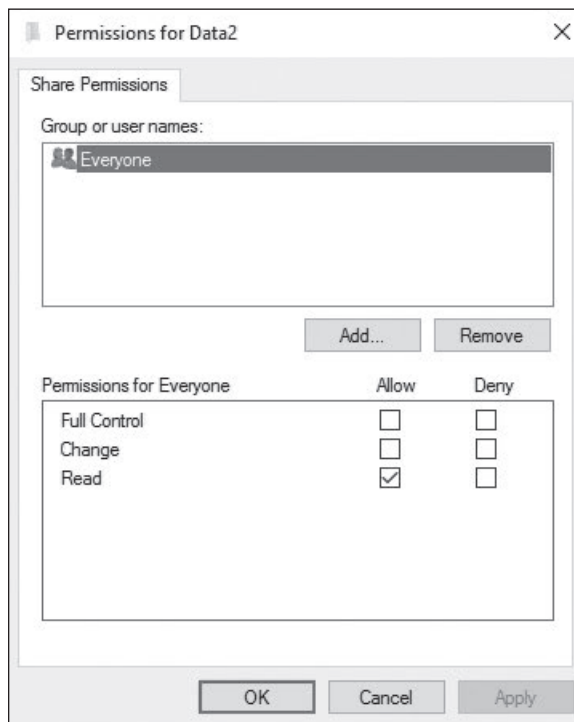 Permissions for Data2
Share Permissions
Group or user names:
Everyone
Add... Remove
Permissions for Everyone Allow Deny
Full Control
Change
Read
OK Cancel Apply